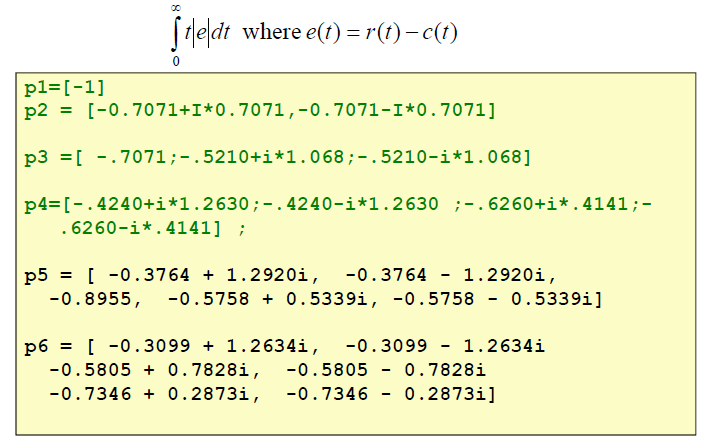 ∞
∫ t|e|dt where e(t) = r(t) − c(t)
0
p1=[-1]
p2 = [-0.7071+I*0.7071,-0.7071-I*0.7071]
p3 =[ -.7071;-.5210+i*1.068;-.5210-i*1.068]
p4=[-.4240+i*1.2630;-.4240-i*1.2630 ;-.6260+i*.4141;-
.6260-i*.4141] ;
p5 = [ -0.3764 + 1.2920i, -0.3764 - 1.2920i,
-0.8955, -0.5758 + 0.5339i, -0.5758 - 0.5339i]
p6 = [ -0.3099 + 1.2634i, -0.3099 - 1.2634i
-0.5805 + 0.7828i, -0.5805 - 0.7828i
-0.7346 + 0.2873i, -0.7346 - 0.2873i]